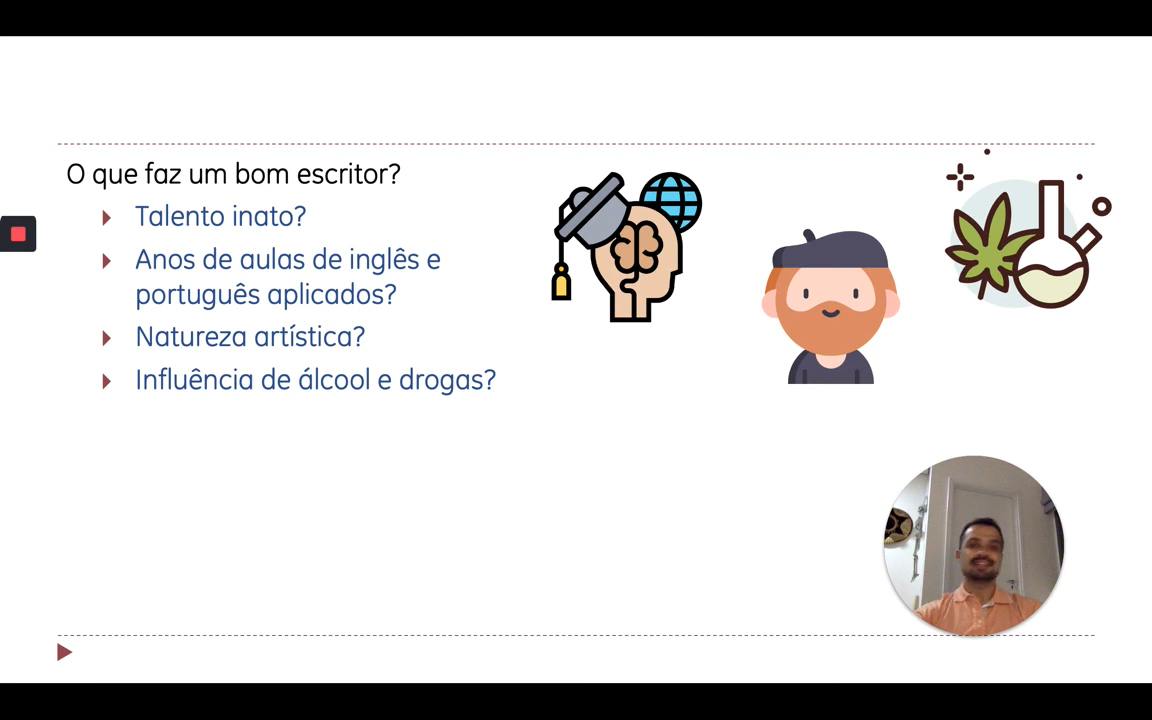 O que faz um bom escritor?
Talento inato?
Anos de aulas de inglês e
português aplicados?
Natureza artística?
Influência de álcool e drogas?